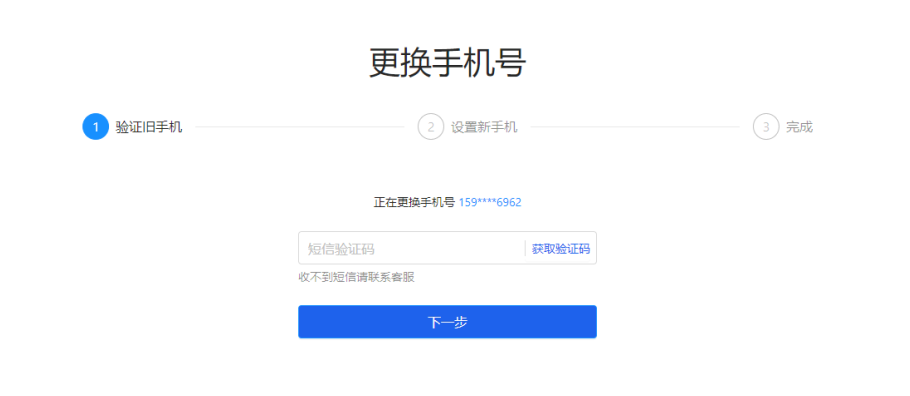 更换手机号
1 验证旧手机 2 设置新手机 3 完成
正在更换手机号 159****6962
短信验证码 获取验证码
收不到短信请联系客服
下一步